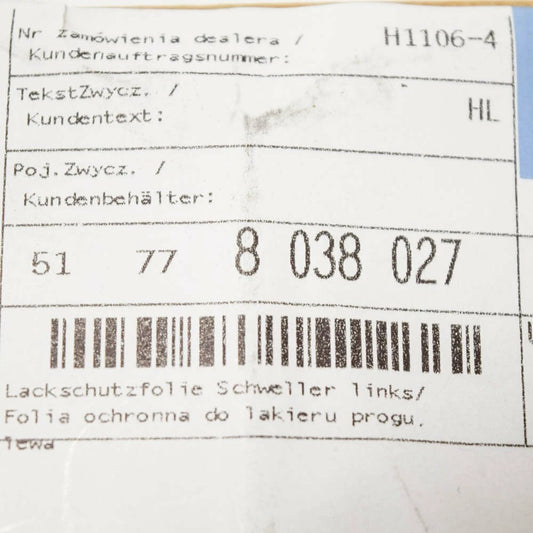 Nr zamówienia dealera / H1106-4
Kundenauftragsnummer:
TekstZwycz. / HL
Kundentext:
Poj.Zwycz. /
Kundenbehälter:
51 77 8 038 027
Lackschutzfolie Schweller links/
Folia ochronna do lakieru progu,
lewa